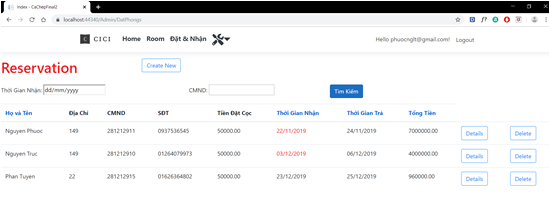 Index - CaChepFinal2
localhost:44340/Admin/DatPhongs
C CICI Home Room Đặt & Nhận Hello phuocnglt@gmail.com! Logout
Reservation Create New
Thời Gian Nhận: dd/mm/yyyy CMND: Tìm Kiếm
Họ và Tên Địa Chỉ CMND SĐT Tiền Đặt Cọc Thời Gian Nhận Thời Gian Trả Tổng Tiền
Nguyen Phuoc 149 281212911 0937536545 50000.00 22/11/2019 24/11/2019 7000000.00 Details Delete
Nguyen Truc 149 281212910 01264079973 50000.00 03/12/2019 06/12/2019 4000000.00 Details Delete
Phan Tuyen 22 281212915 01626364802 50000.00 23/12/2019 25/12/2019 960000.00 Details Delete